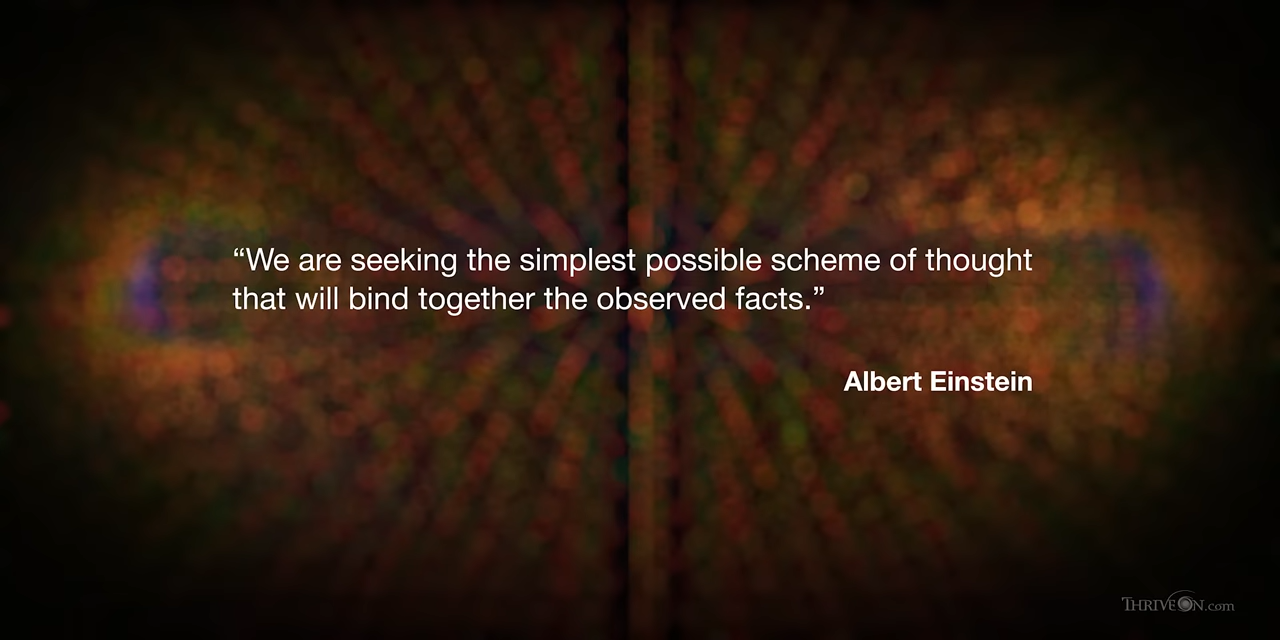 “We are seeking the simplest possible scheme of thought
that will bind together the observed facts.”
Albert Einstein
THRIVEON.com